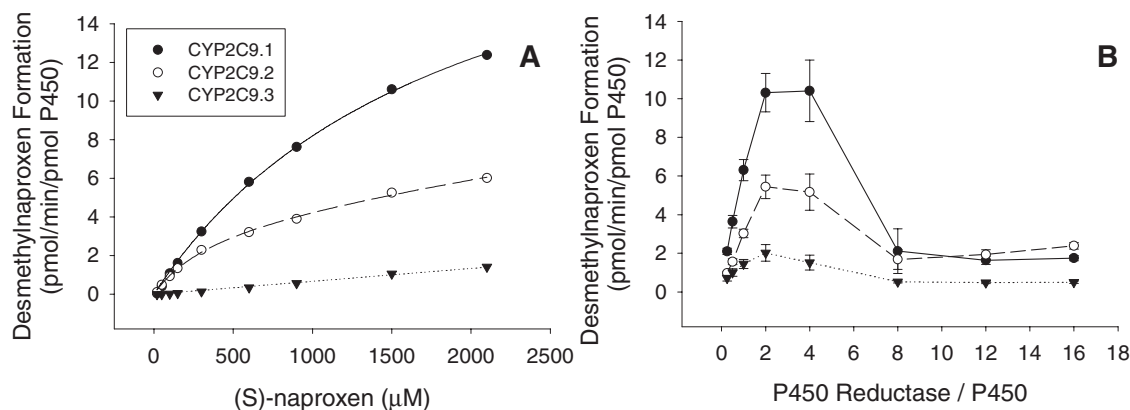 Desmethylnaproxen Formation
(pmol/min/pmol P450)
14
12
10
8
6
4
2
0
CYP2C9.1
CYP2C9.2
CYP2C9.3
A
0
500
1000
1500
2000
2500
(S)-naproxen (μM)
Desmethylnaproxen Formation
(pmol/min/pmol P450)
14
12
10
8
6
4
2
0
B
0
2
4
6
8
10
12
14
16
18
P450 Reductase / P450